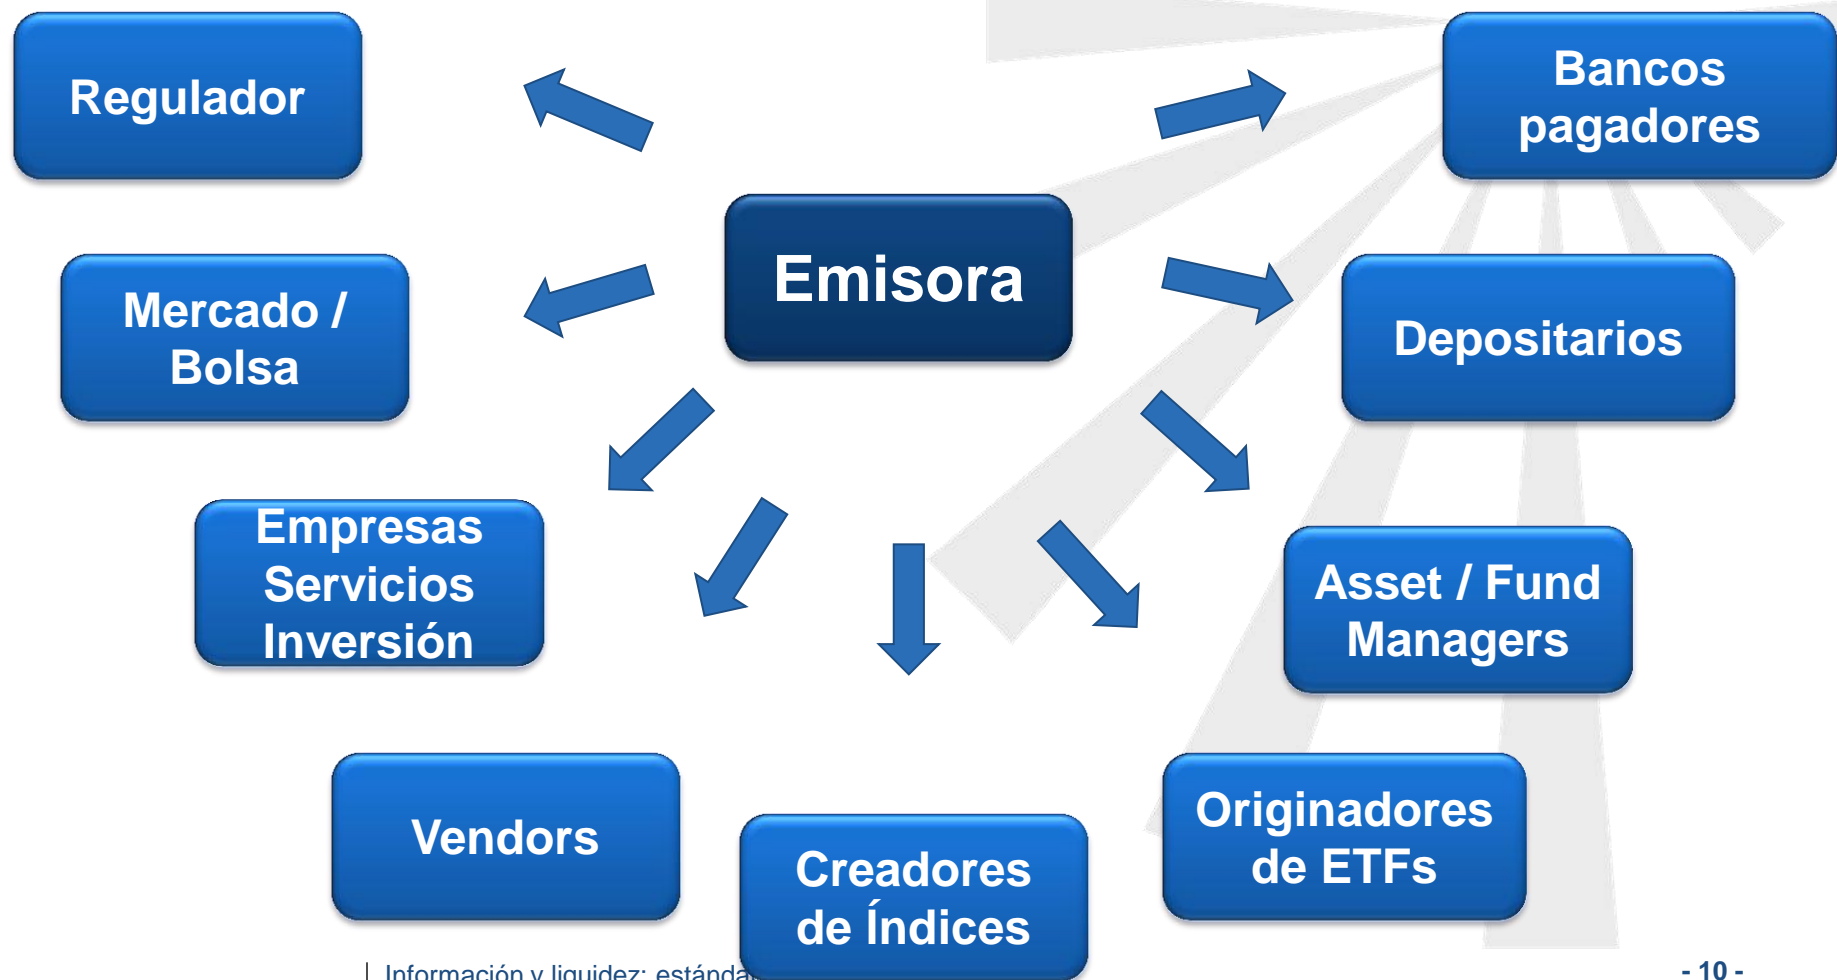 Regulador
Bancos
pagadores
Emisora
Mercado /
Bolsa
Depositarios
Empresas
Servicios
Inversión
Asset / Fund
Managers
Vendors
Creadores
de Índices
Originadores
de ETFs
Información y liquidez:
- 10 -